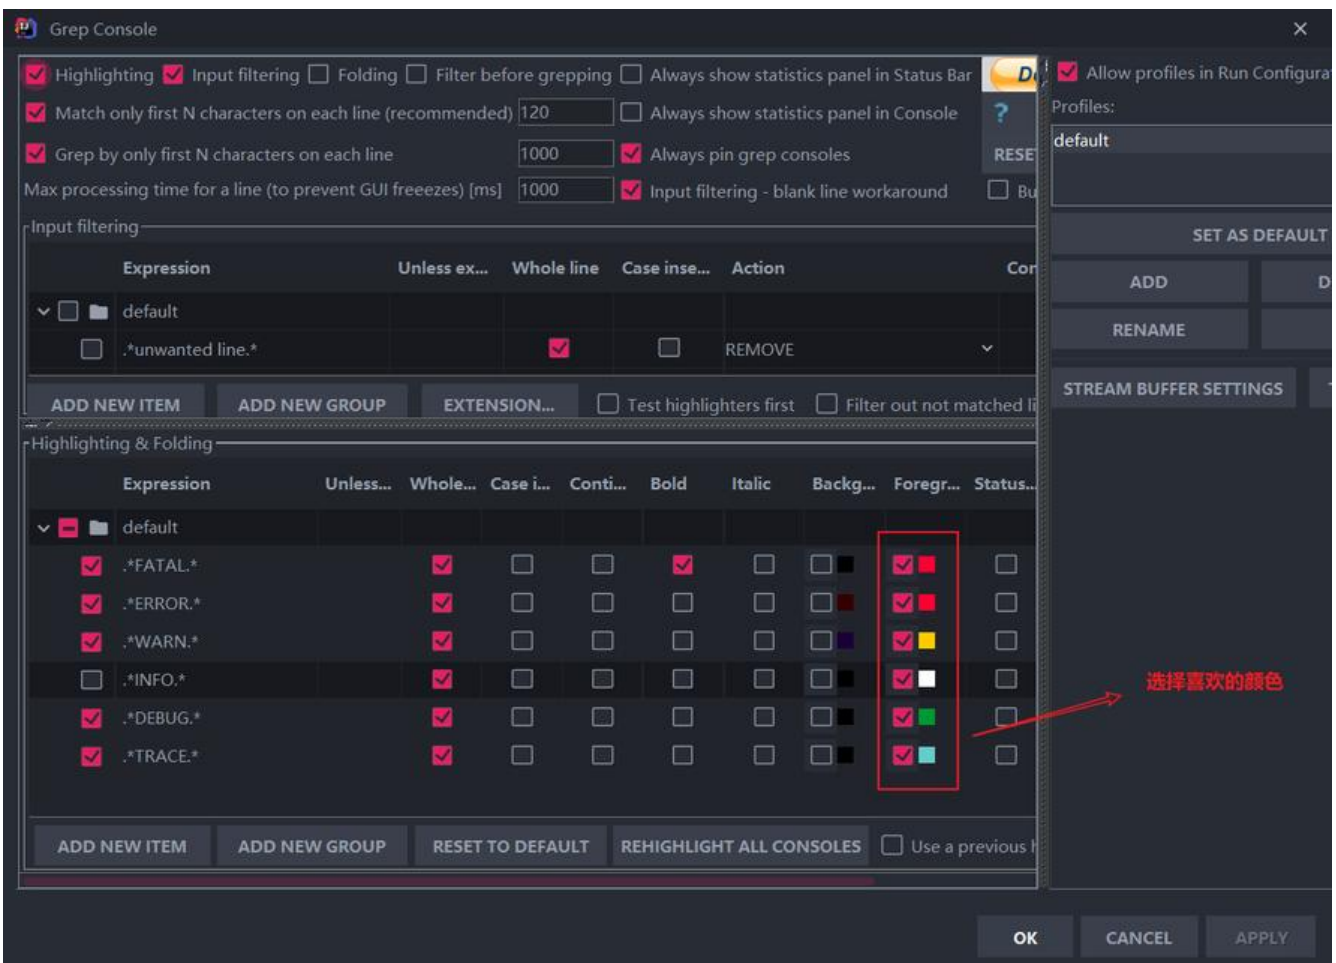 Grep Console
Highlighting Input filtering Folding Filter before grepping Always show statistics panel in Status Bar
Match only first N characters on each line (recommended) 120 Always show statistics panel in Console ?
Grep by only first N characters on each line 1000 Always pin grep consoles RESE
Max processing time for a line (to prevent GUI freeezes) [ms] 1000 Input filtering - blank line workaround Bu
Allow profiles in Run Configura
Profiles:
default
SET AS DEFAULT
ADD D
RENAME
STREAM BUFFER SETTINGS
Input filtering
Expression Unless ex... Whole line Case inse... Action Con
default
.*unwanted line.* REMOVE
ADD NEW ITEM ADD NEW GROUP EXTENSION... Test highlighters first Filter out not matched li
Highlighting & Folding
Expression Unless... Whole... Case i... Conti... Bold Italic Backg... Foregr... Status...
default
.*FATAL.*
.*ERROR.*
.*WARN.*
.*INFO.*
.*DEBUG.*
.*TRACE.*
选择喜欢的颜色
ADD NEW ITEM ADD NEW GROUP RESET TO DEFAULT REHIGHLIGHT ALL CONSOLES Use a previous h
OK CANCEL APPLY